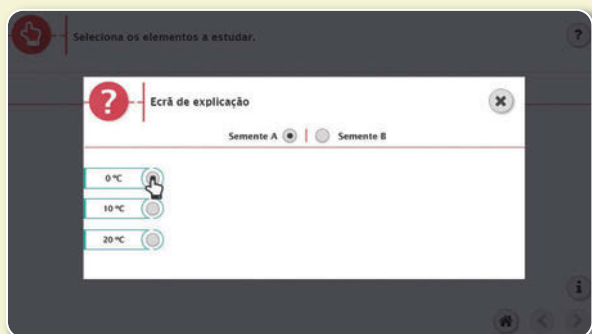 Seleciona os elementos a estudar.
?
?
Ecrã de explicação
Semente A
Semente B
0 ºC
10 ºC
20 ºC
i